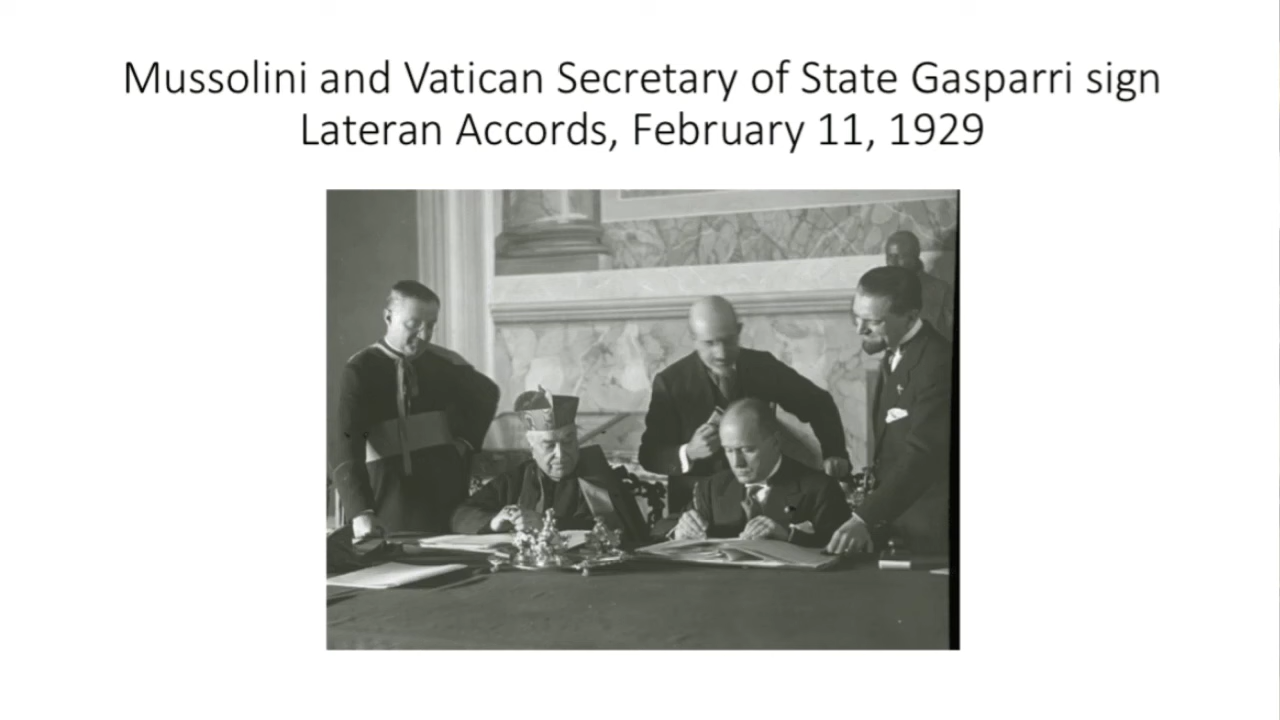 Mussolini and Vatican Secretary of State Gasparri sign
Lateran Accords, February 11, 1929